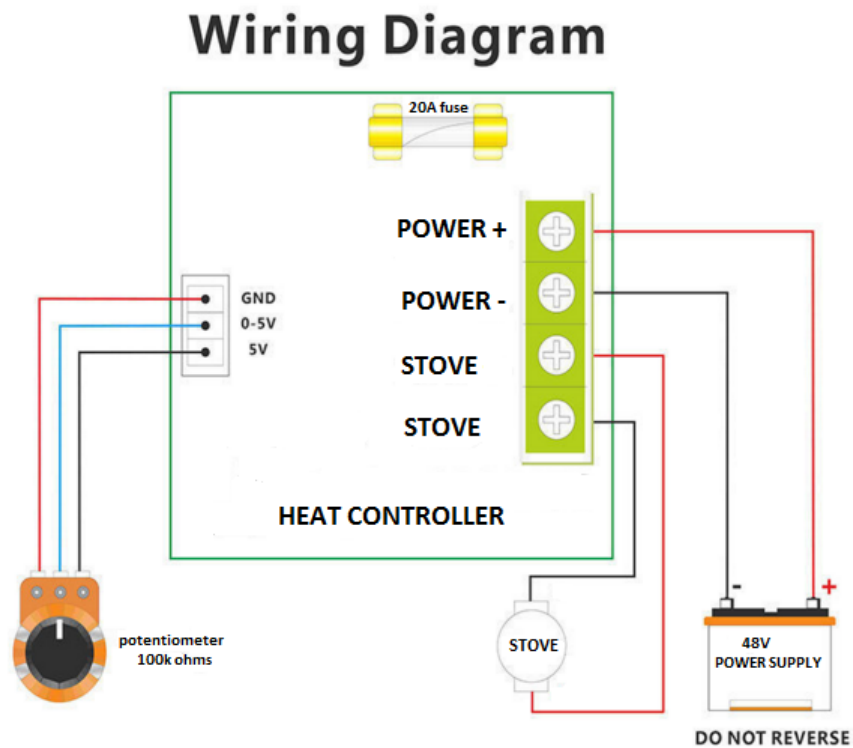 Wiring Diagram
20A fuse
POWER +
POWER -
STOVE
STOVE
GND
0-5V
5V
HEAT CONTROLLER
potentiometer
100k ohms
STOVE
- +
48V
POWER SUPPLY
DO NOT REVERSE